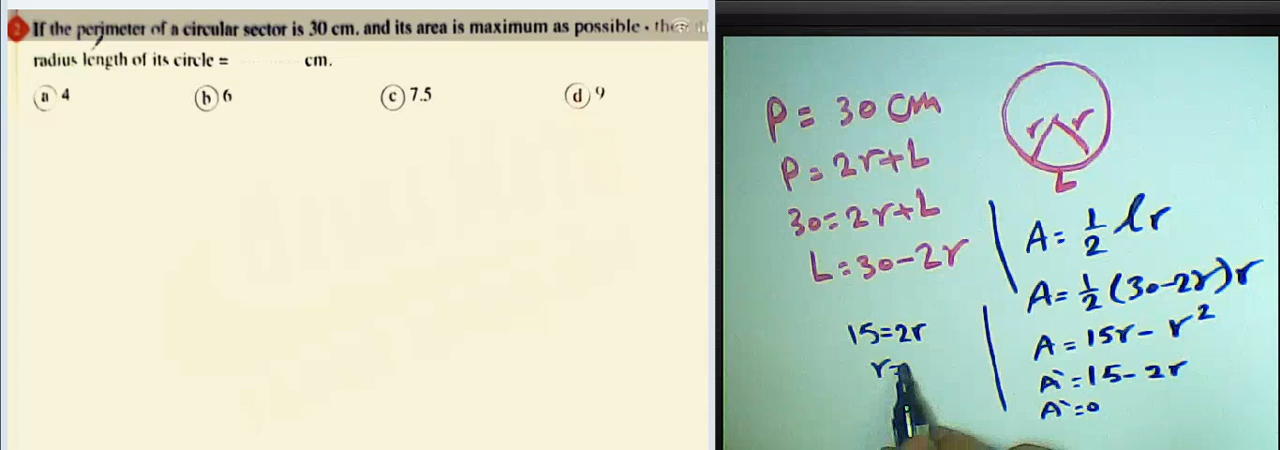 2 If the perimeter of a circular sector is 30 cm. and its area is maximum as possible , then
radius length of its circle = ............ cm.
a 4
b 6
c 7.5
d 9
P = 30 cm
P = 2r+L
30 = 2r+L
L = 30-2r
15=2r
r=
r r
L
A = 1/2 lr
A = 1/2 (30-2r)r
A = 15r - r²
A` = 15-2r
A` = 0